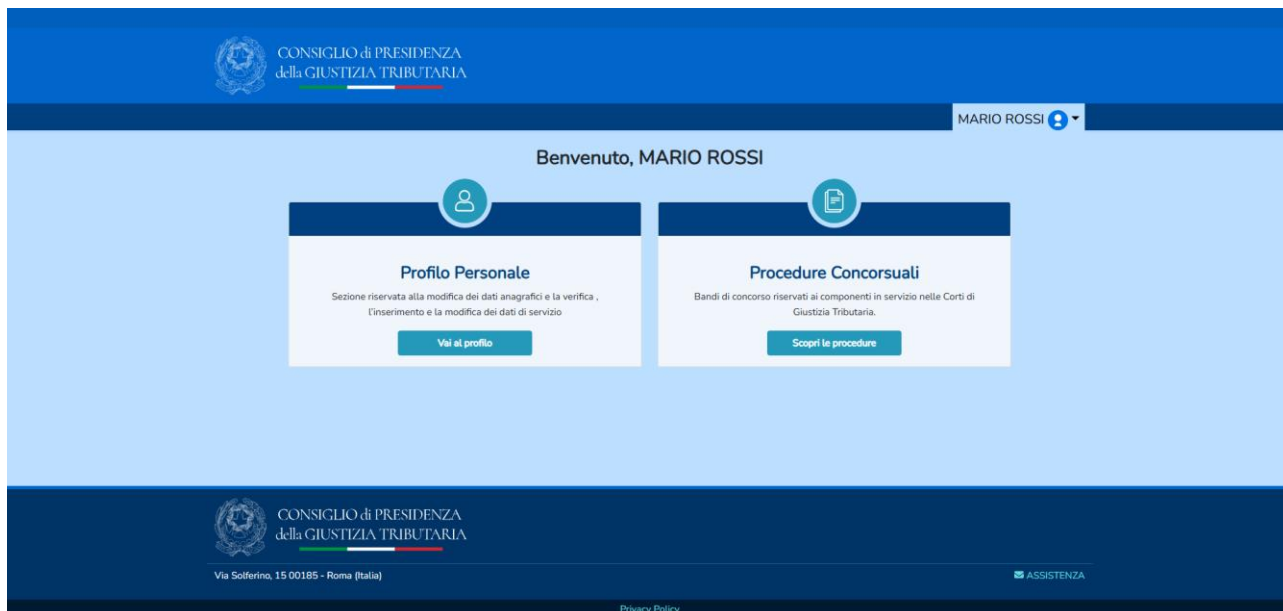 CONSIGLIO di PRESIDENZA
della GIUSTIZIA TRIBUTARIA
MARIO ROSSI
Benvenuto, MARIO ROSSI
Profilo Personale
Sezione riservata alla modifica dei dati anagrafici e la verifica ,
l'inserimento e la modifica dei dati di servizio
Vai al profilo
Procedure Concorsuali
Bandi di concorso riservati ai componenti in servizio nelle Corti di
Giustizia Tributaria.
Scopri le procedure
CONSIGLIO di PRESIDENZA
della GIUSTIZIA TRIBUTARIA
Via Solferino, 15 00185 - Roma (Italia)
ASSISTENZA
Privacy Policy